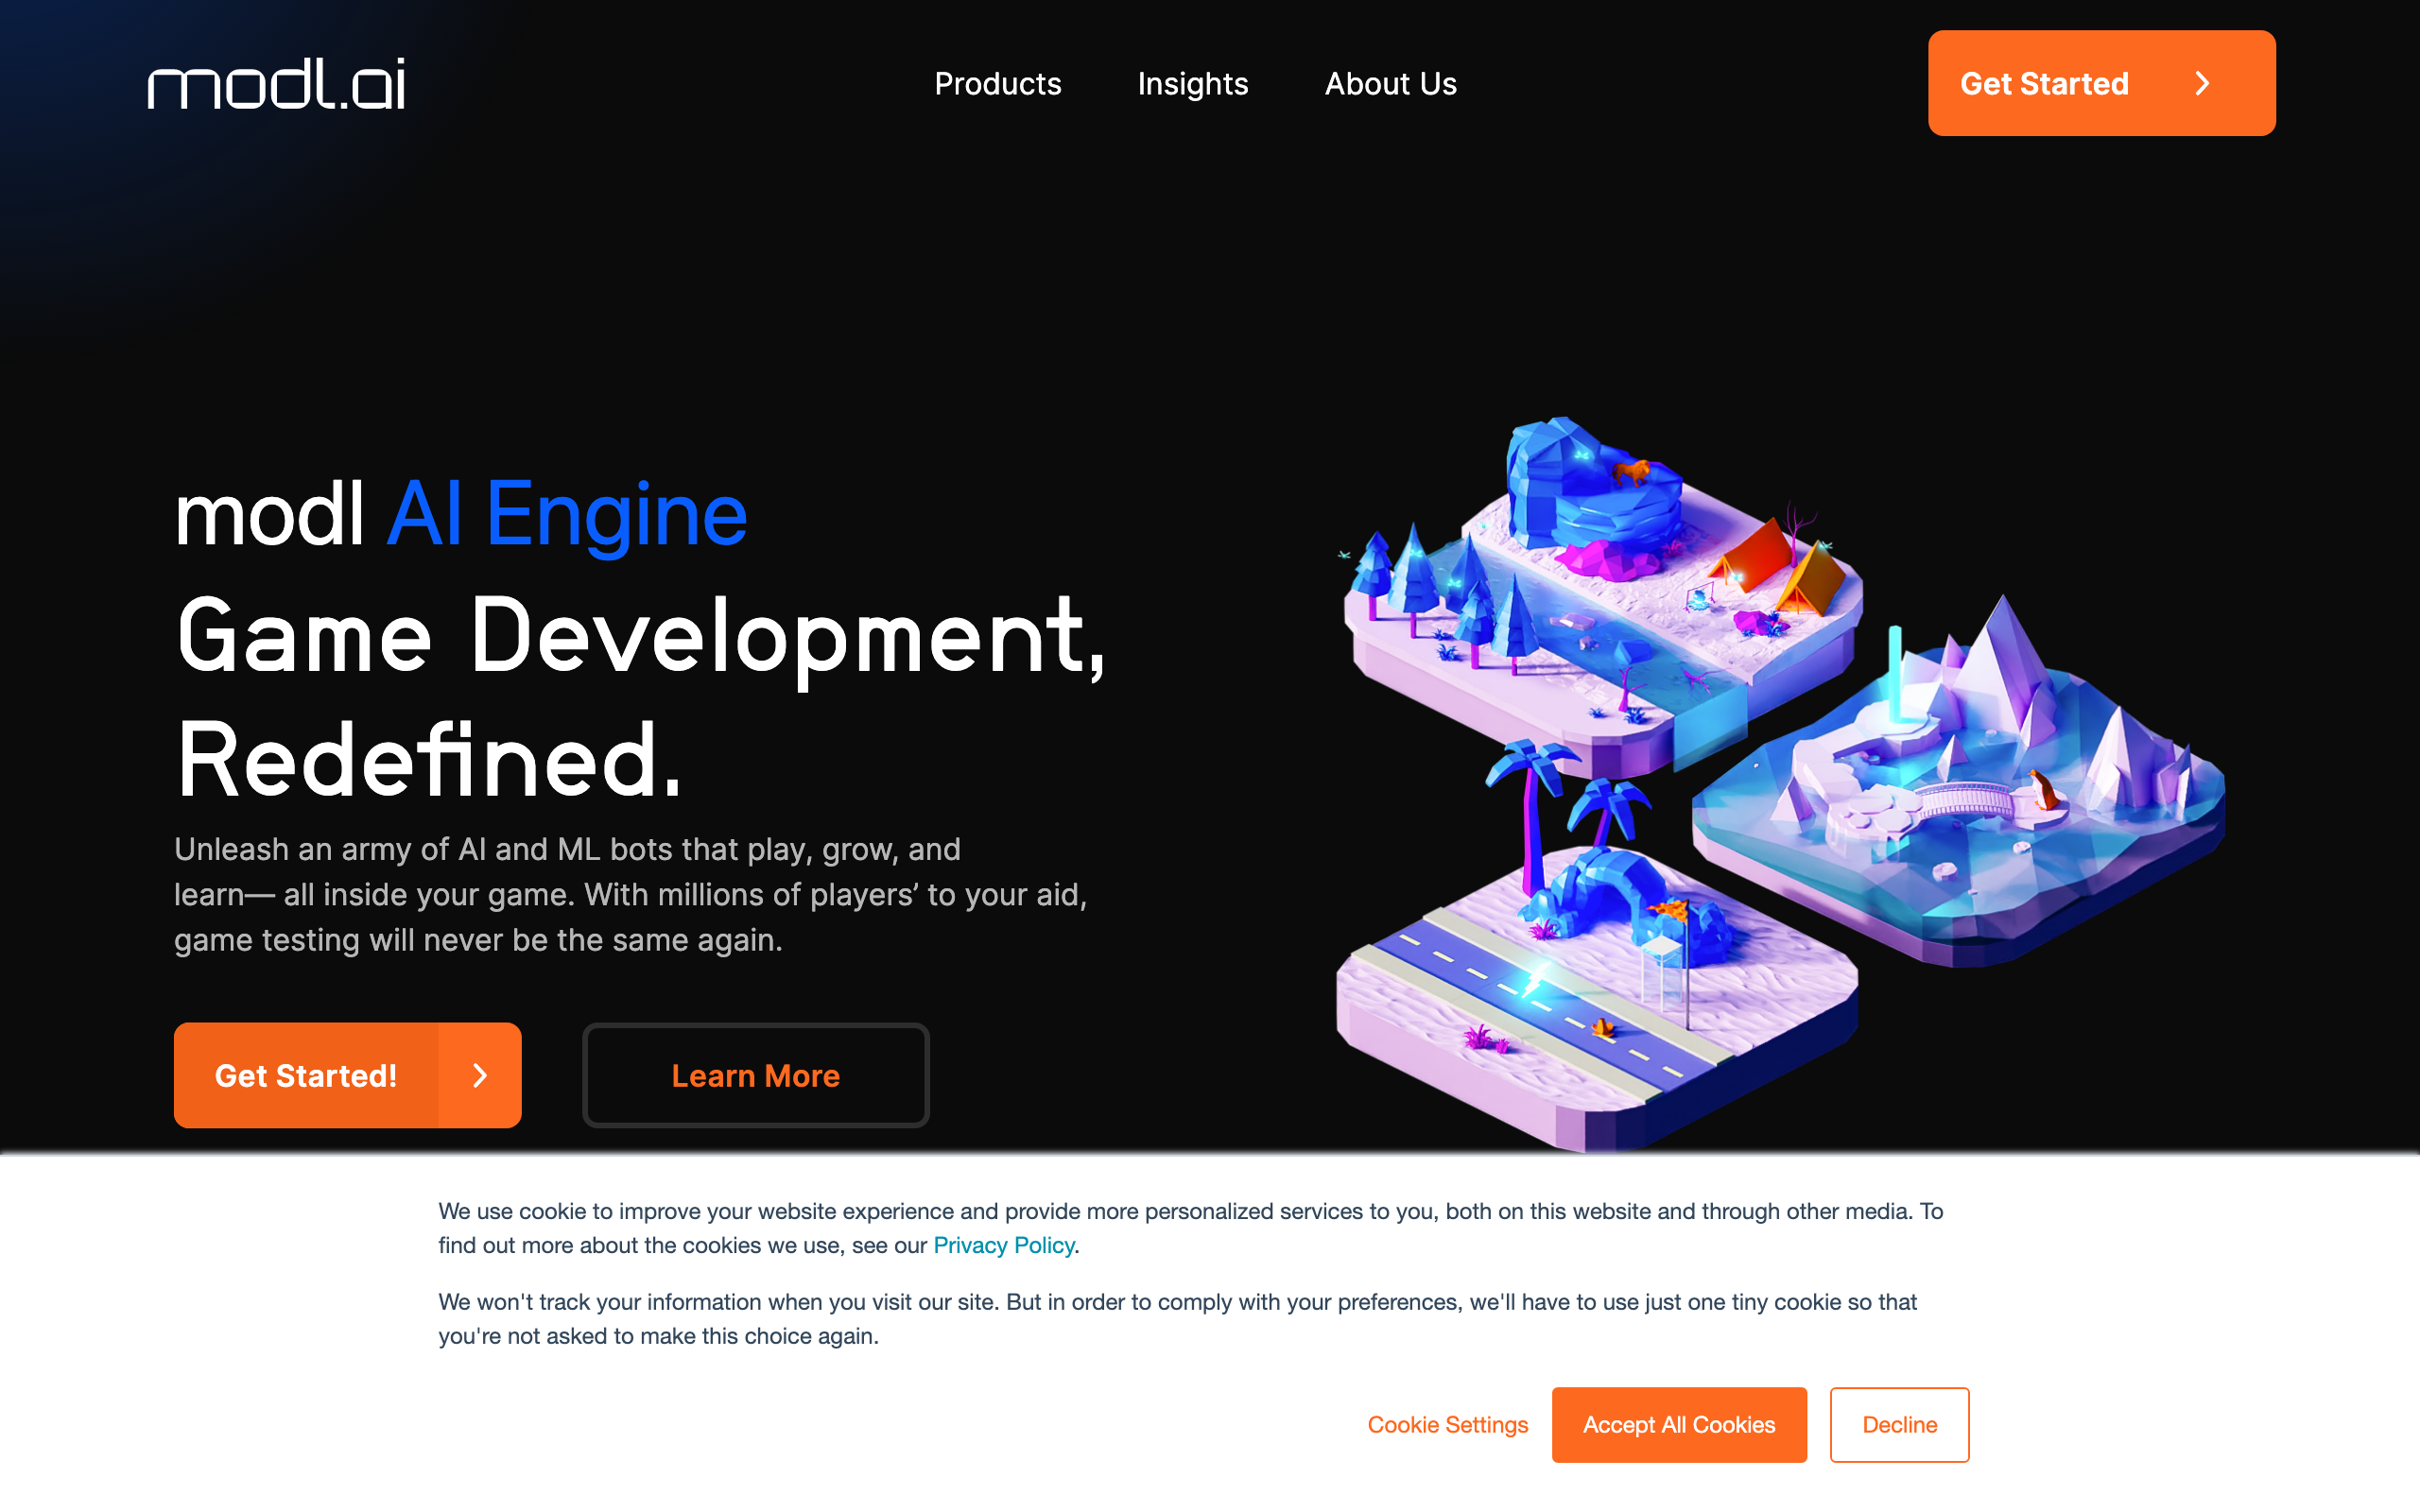 modl.ai
Products
Insights
About Us
Get Started
modl AI Engine
Game Development,
Redefined.
Unleash an army of AI and ML bots that play, grow, and
learn— all inside your game. With millions of players’ to your aid,
game testing will never be the same again.
Get Started!
Learn More
We use cookie to improve your website experience and provide more personalized services to you, both on this website and through other media. To
find out more about the cookies we use, see our Privacy Policy.
We won't track your information when you visit our site. But in order to comply with your preferences, we'll have to use just one tiny cookie so that
you're not asked to make this choice again.
Cookie Settings
Accept All Cookies
Decline